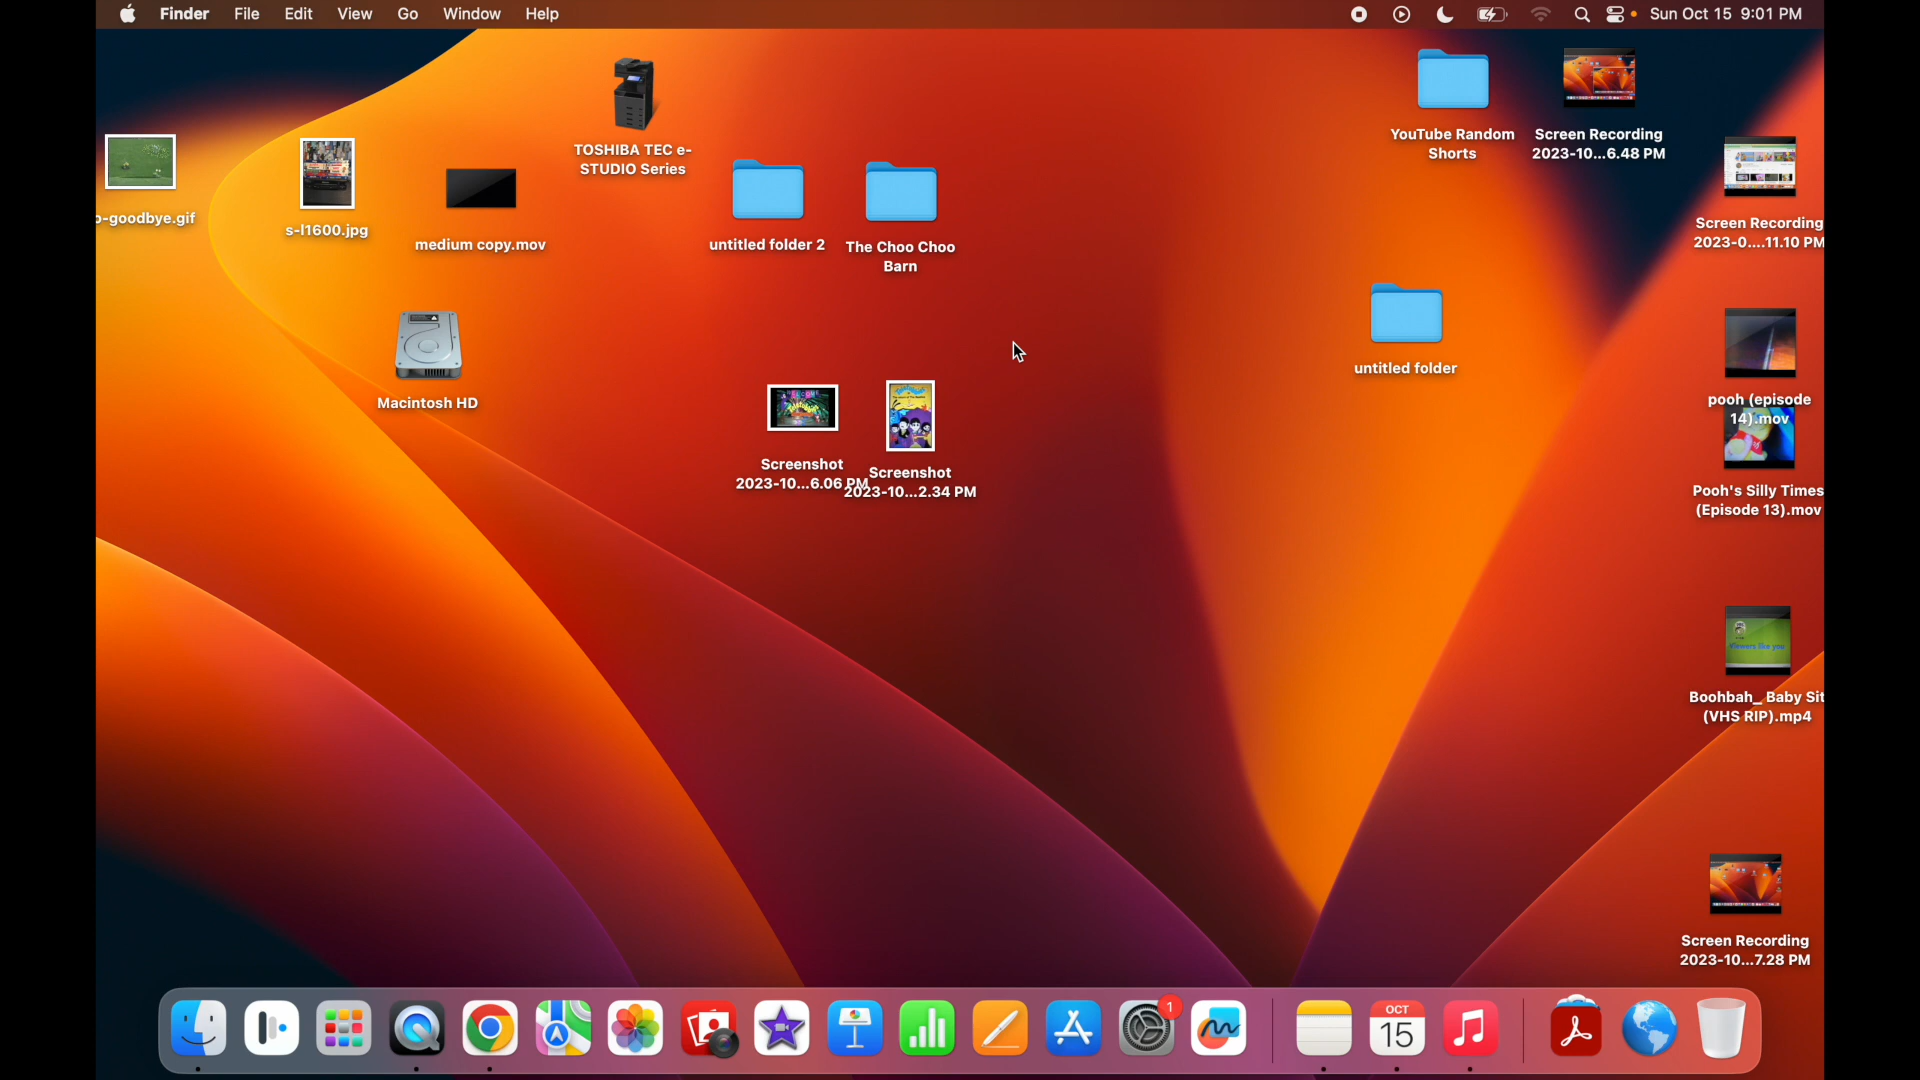 Finder File Edit View Go Window Help
Sun Oct 15 9:01 PM
o-goodbye.gif
s-l1600.jpg
medium copy.mov
TOSHIBA TEC e-
STUDIO Series
untitled folder 2
The Choo Choo
Barn
YouTube Random
Shorts
Screen Recording
2023-10...6.48 PM
Screen Recording
2023-0....11.10 PM
Macintosh HD
untitled folder
pooh (episode
14).mov
Screenshot
2023-10...6.06 PM
Screenshot
2023-10...2.34 PM
Pooh's Silly Times
(Episode 13).mov
Viewers like you
Boohbah_ Baby Sit
(VHS RIP).mp4
Screen Recording
2023-10...7.28 PM
1
OCT
15